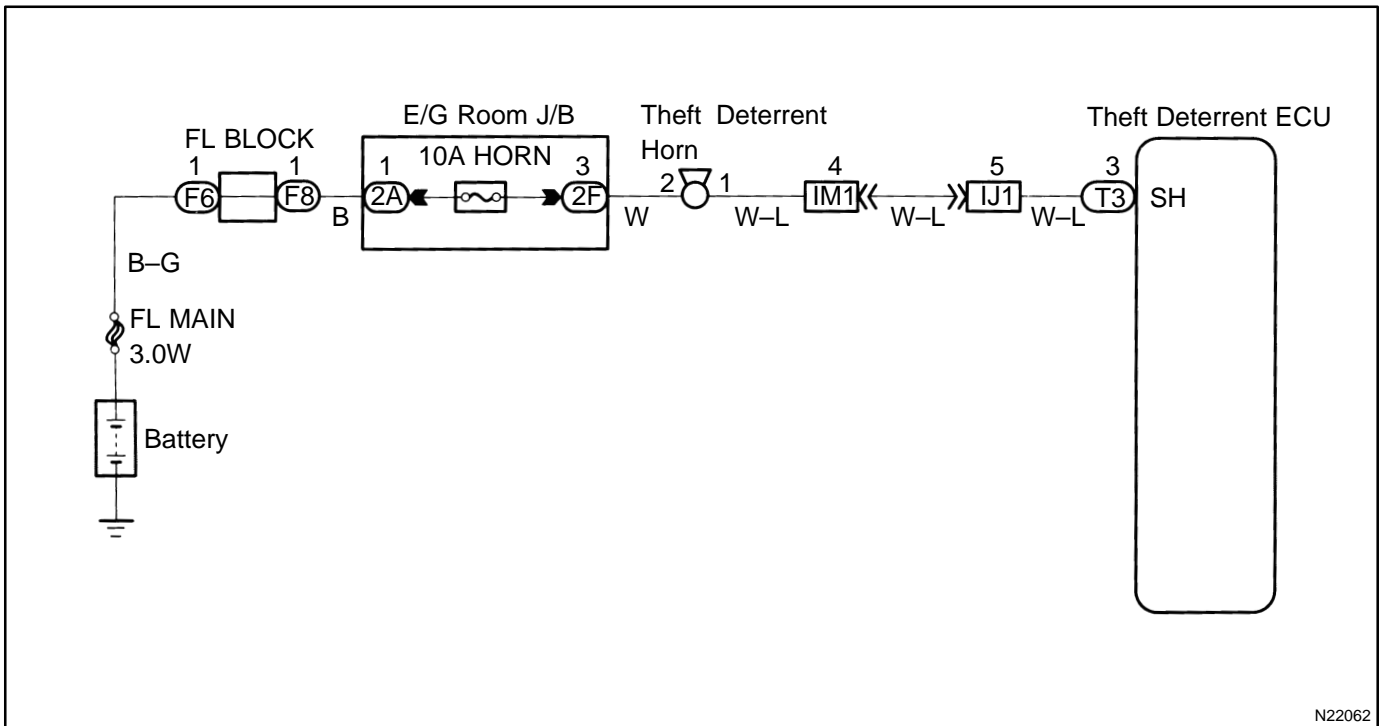 E/G Room J/B
Theft Deterrent
Horn
Theft Deterrent ECU
FL BLOCK
10A HORN
1
1
1
3
2
1
4
5
3
F6
F8
2A
2F
IM1
IJ1
T3
SH
B
W
W–L
W–L
W–L
B–G
FL MAIN
3.0W
Battery
N22062